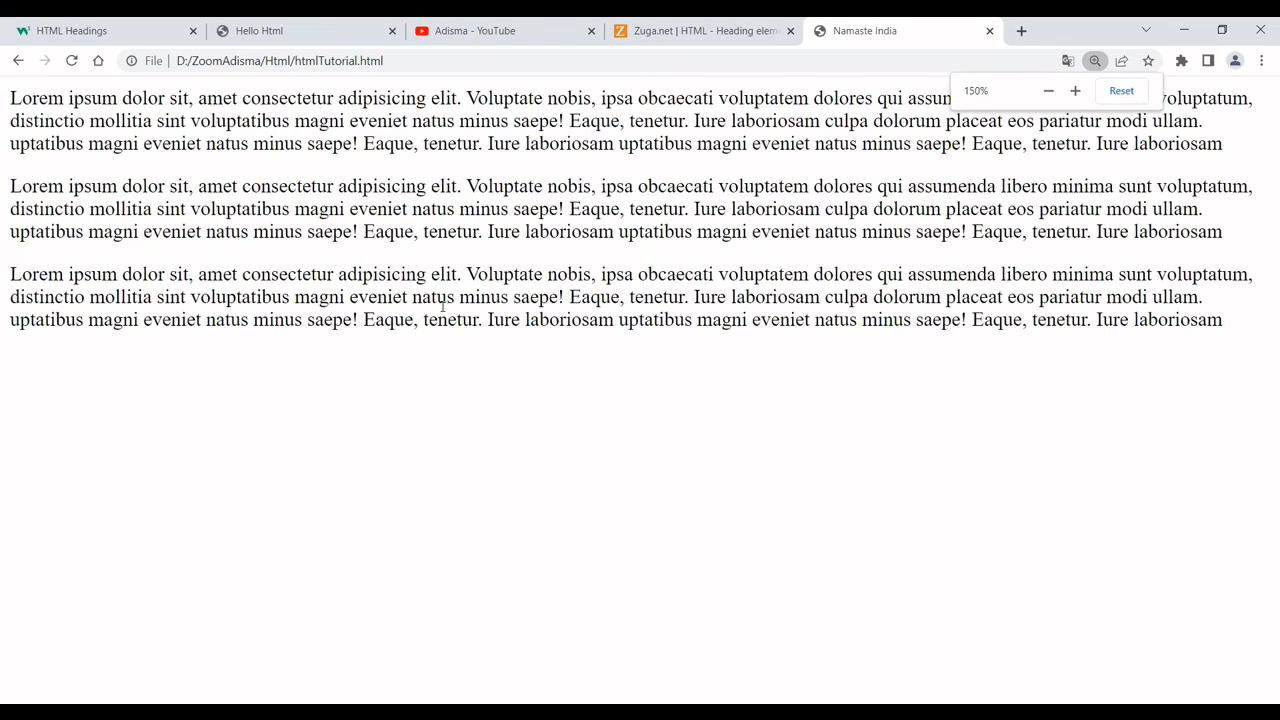 HTML Headings
Hello Html
Adisma - YouTube
Zuga.net | HTML - Heading elem
Namaste India
File | D:/ZoomAdisma/Html/htmlTutorial.html
150%
Reset
Lorem ipsum dolor sit, amet consectetur adipisicing elit. Voluptate nobis, ipsa obcaecati voluptatem dolores qui assum voluptatum,
distinctio mollitia sint voluptatibus magni eveniet natus minus saepe! Eaque, tenetur. Iure laboriosam culpa dolorum placeat eos pariatur modi ullam.
uptatibus magni eveniet natus minus saepe! Eaque, tenetur. Iure laboriosam uptatibus magni eveniet natus minus saepe! Eaque, tenetur. Iure laboriosam
Lorem ipsum dolor sit, amet consectetur adipisicing elit. Voluptate nobis, ipsa obcaecati voluptatem dolores qui assumenda libero minima sunt voluptatum,
distinctio mollitia sint voluptatibus magni eveniet natus minus saepe! Eaque, tenetur. Iure laboriosam culpa dolorum placeat eos pariatur modi ullam.
uptatibus magni eveniet natus minus saepe! Eaque, tenetur. Iure laboriosam uptatibus magni eveniet natus minus saepe! Eaque, tenetur. Iure laboriosam
Lorem ipsum dolor sit, amet consectetur adipisicing elit. Voluptate nobis, ipsa obcaecati voluptatem dolores qui assumenda libero minima sunt voluptatum,
distinctio mollitia sint voluptatibus magni eveniet natus minus saepe! Eaque, tenetur. Iure laboriosam culpa dolorum placeat eos pariatur modi ullam.
uptatibus magni eveniet natus minus saepe! Eaque, tenetur. Iure laboriosam uptatibus magni eveniet natus minus saepe! Eaque, tenetur. Iure laboriosam